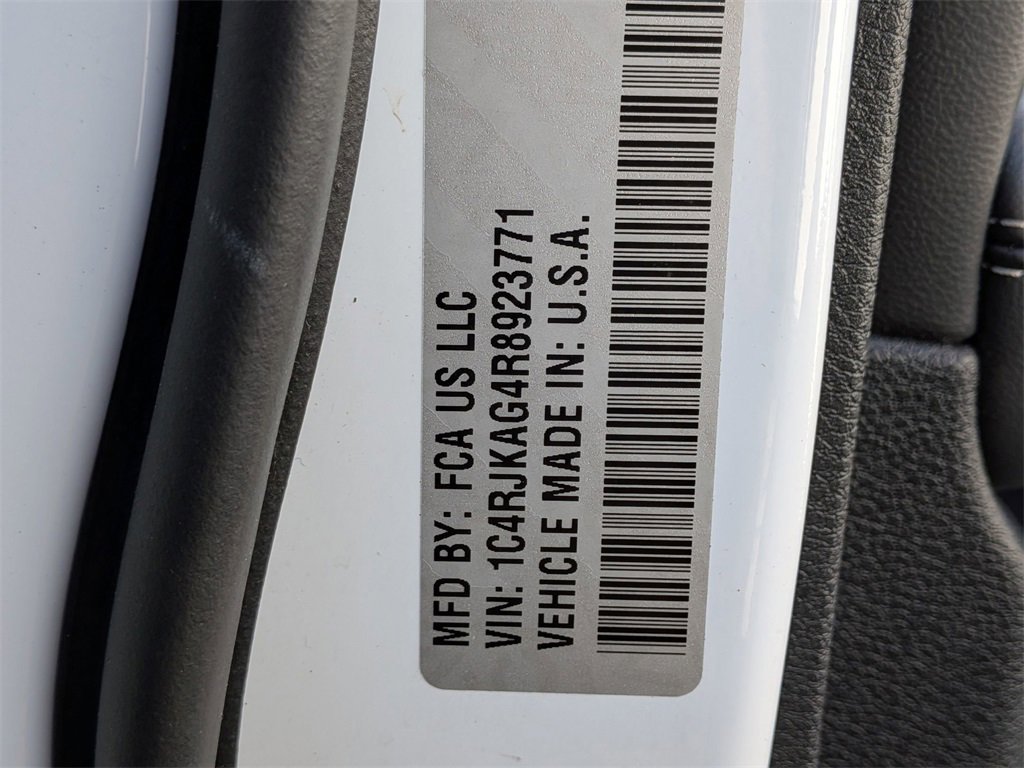 MFD BY: FCA US LLC
VIN: 1C4RJKAG4R8923771
VEHICLE MADE IN: U.S.A.